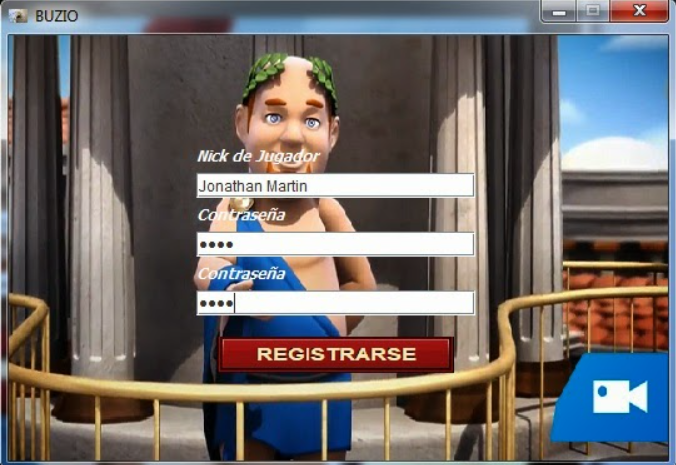 BUZIO
Nick de Jugador
Jonathan Martin
Contraseña
••••
Contraseña
••••
REGISTRARSE